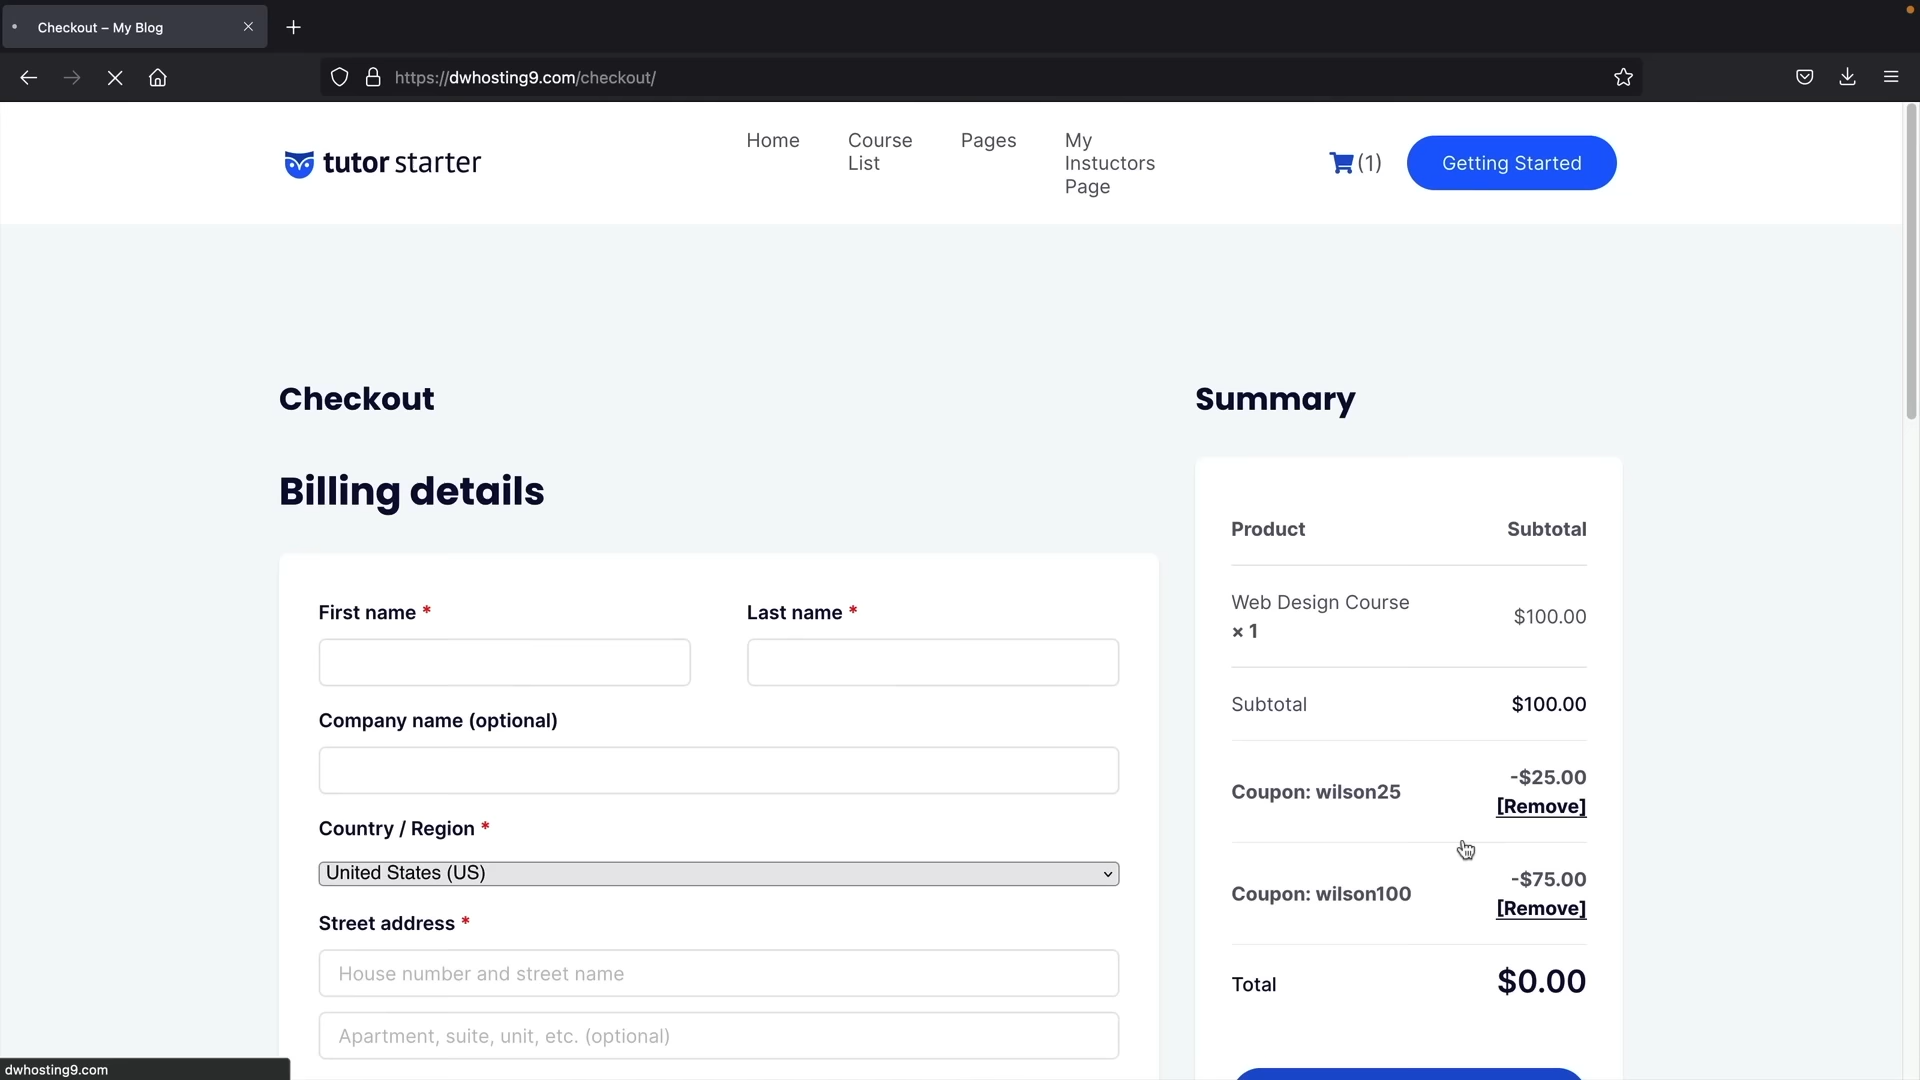 Checkout – My Blog
https://dwhosting9.com/checkout/
tutor starter
Home
Course
List
Pages
My
Instuctors
Page
(1)
Getting Started
Checkout
Summary
Billing details
Product Subtotal
Web Design Course
× 1
$100.00
Subtotal $100.00
Coupon: wilson25
-$25.00
[Remove]
Coupon: wilson100
-$75.00
[Remove]
Total $0.00
First name * Last name *
Company name (optional)
Country / Region *
United States (US)
Street address *
House number and street name
Apartment, suite, unit, etc. (optional)
dwhosting9.com